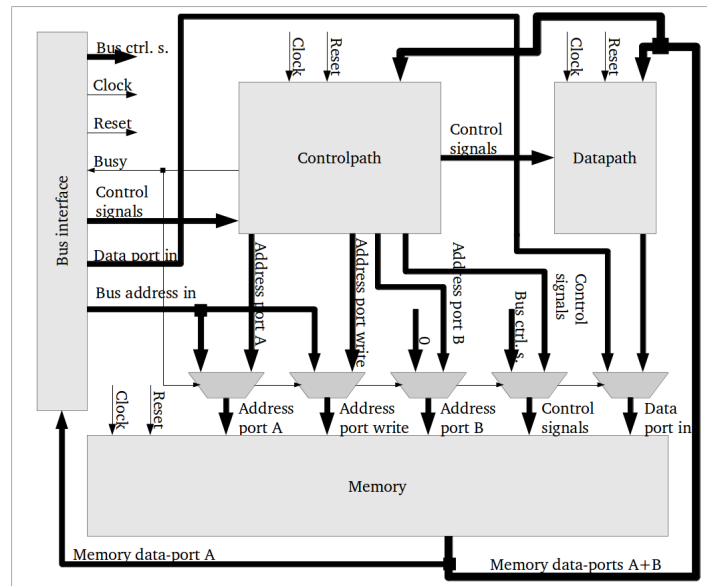 Bus ctrl. s.
Clock
Reset
Busy
Control
signals
Data port in
Bus address in
Bus interface
Clock
Reset
Controlpath
Control
signals
Clock
Reset
Datapath
Address port A
Address port write
0
Address port B
Bus ctrl. s.
Control
signals
Clock
Reset
Address
port A
Address
port write
Address
port B
Control
signals
Data
port in
Memory
Memory data-port A
Memory data-ports A+B